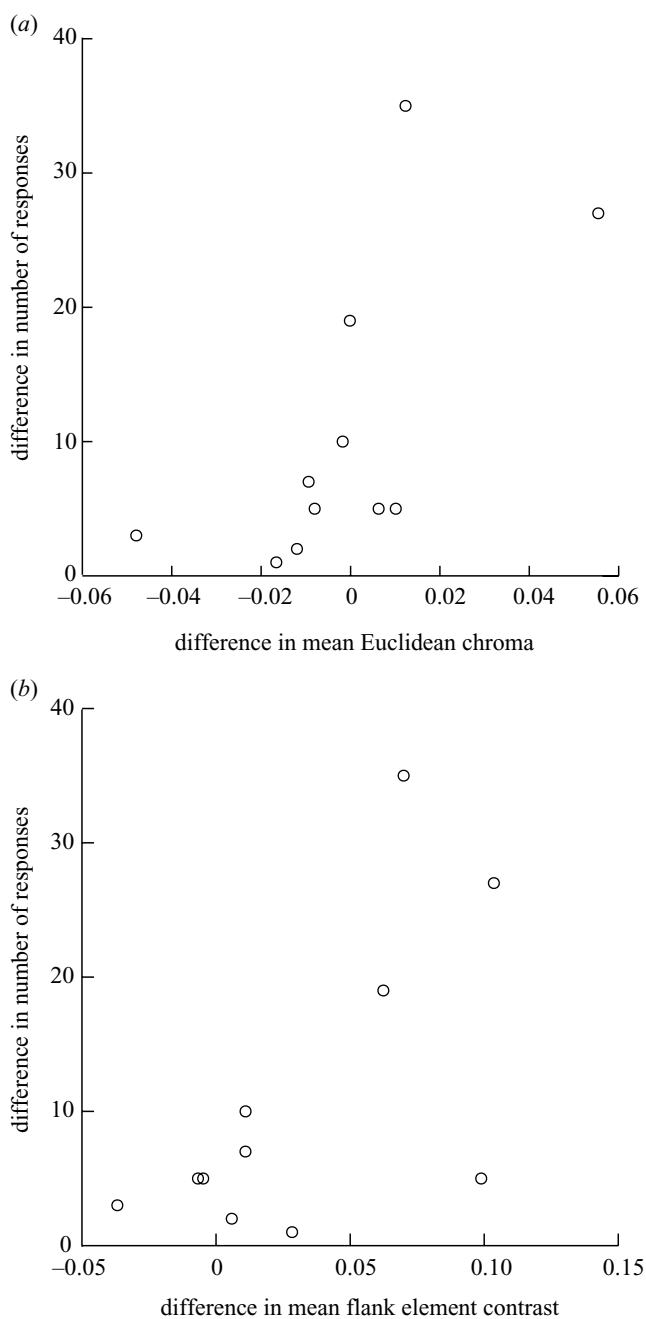 (a)
40
30
20
10
0
difference in number of responses
–0.06 –0.04 –0.02 0 0.02 0.04 0.06
difference in mean Euclidean chroma
(b)
40
30
20
10
0
difference in number of responses
–0.05 0 0.05 0.10 0.15
difference in mean flank element contrast